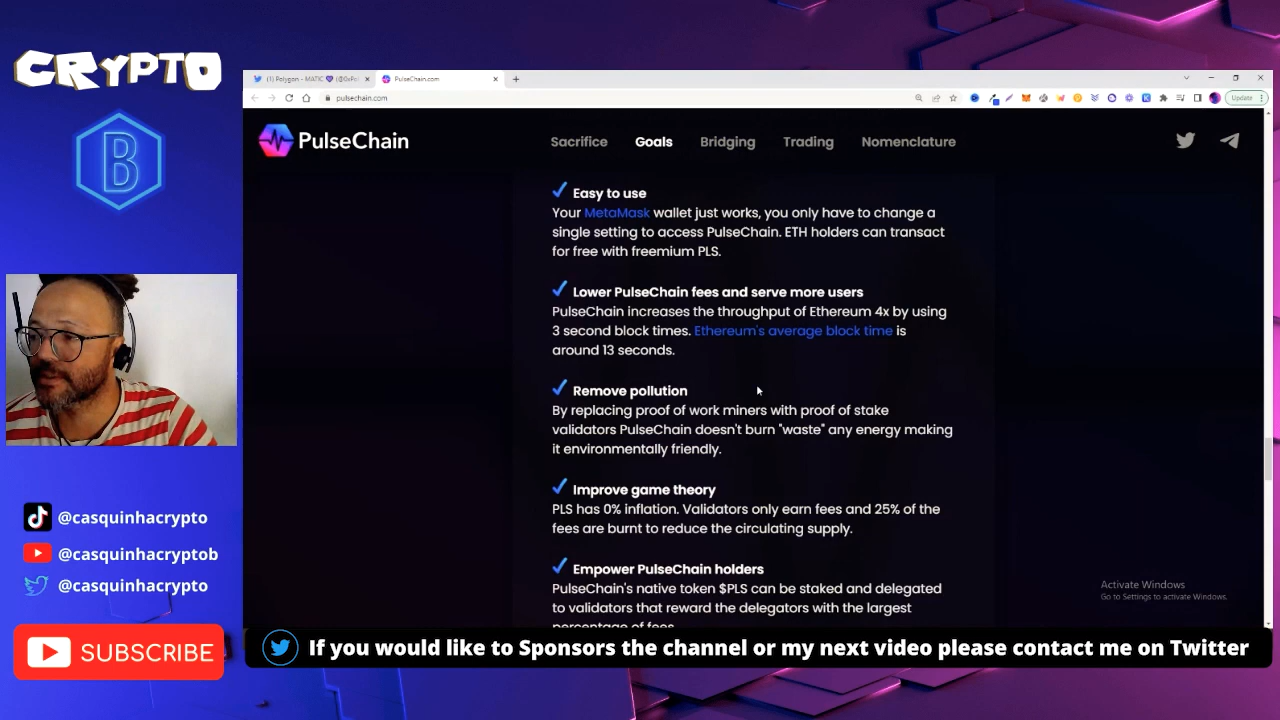 CRYPTO
B
@casquinhacrypto
@casquinhacryptob
@casquinhacrypto
SUBSCRIBE
PulseChain.com
pulsechain.com
Update
PulseChain
Sacrifice Goals Bridging Trading Nomenclature
Easy to use
Your MetaMask wallet just works, you only have to change a
single setting to access PulseChain. ETH holders can transact
for free with freemium PLS.
Lower PulseChain fees and serve more users
PulseChain increases the throughput of Ethereum 4x by using
3 second block times. Ethereum's average block time is
around 13 seconds.
Remove pollution
By replacing proof of work miners with proof of stake
validators PulseChain doesn't burn "waste" any energy making
it environmentally friendly.
Improve game theory
PLS has 0% inflation. Validators only earn fees and 25% of the
fees are burnt to reduce the circulating supply.
Empower PulseChain holders
PulseChain's native token $PLS can be staked and delegated
to validators that reward the delegators with the largest
percentage of fees
Activate Windows
Go to Settings to activate Windows.
If you would like to Sponsors the channel or my next video please contact me on Twitter